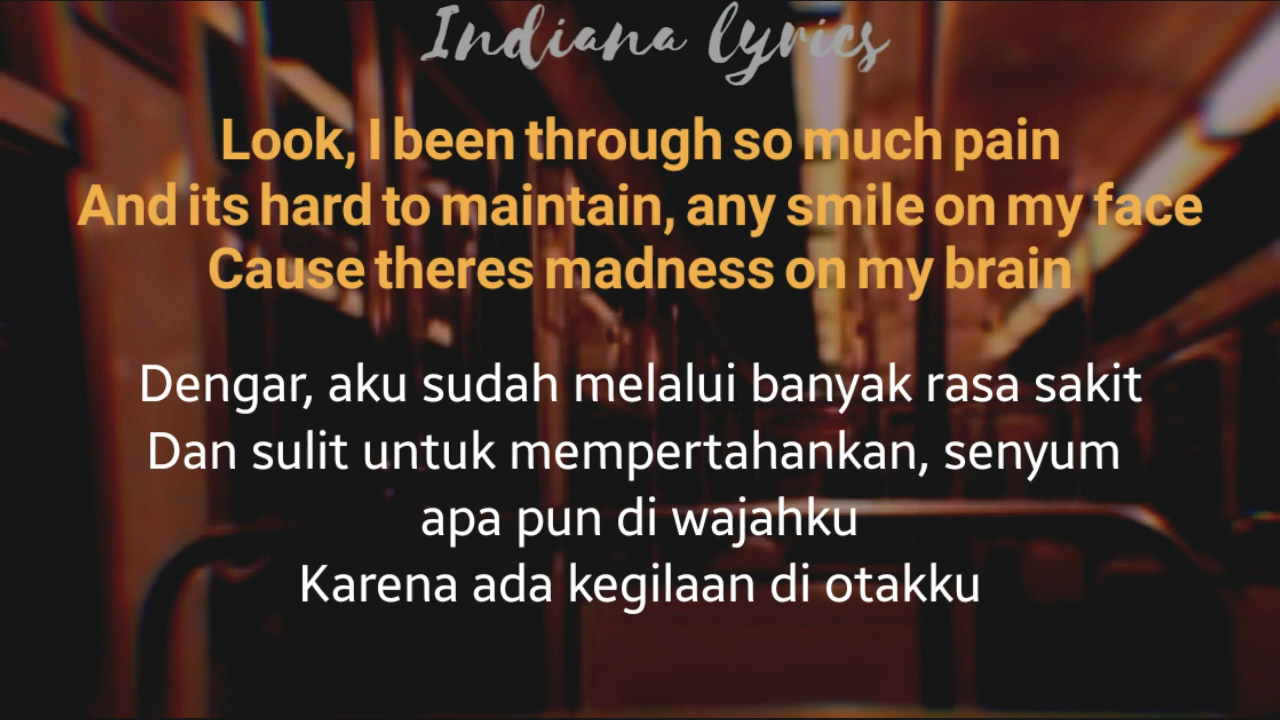 Indiana lyrics
Look, I been through so much pain
And its hard to maintain, any smile on my face
Cause theres madness on my brain
Dengar, aku sudah melalui banyak rasa sakit
Dan sulit untuk mempertahankan, senyum
apa pun di wajahku
Karena ada kegilaan di otakku